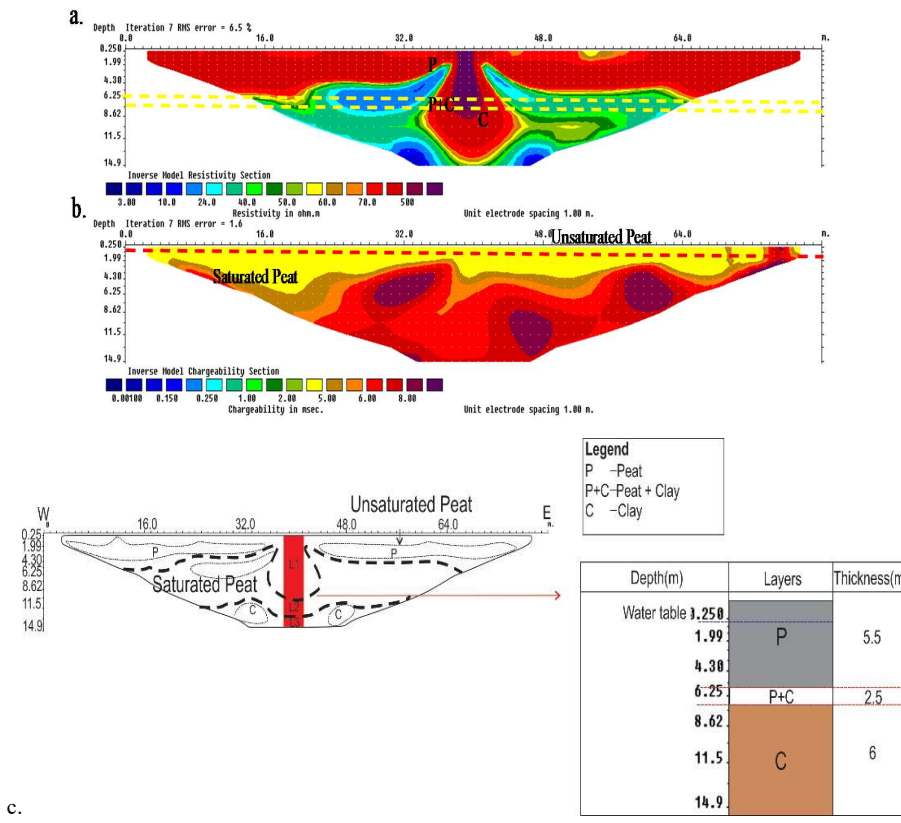 a.
Depth Iteration 7 RMS error = 6.5 %
0.0 16.0 32.0 48.0 64.0 m.
0.250
1.99
4.30
6.25
8.62
11.5
14.9
P
P+C
C
Inverse Model Resistivity Section
3.00 10.0 24.0 40.0 50.0 60.0 70.0 500
Resistivity in ohm.m Unit electrode spacing 1.00 m.
b.
Depth Iteration 7 RMS error = 1.6
0.0 16.0 32.0 48.0 64.0 m.
Unsaturated Peat
0.250
1.99
4.30
6.25
8.62
11.5
14.9
Saturated Peat
Inverse Model Chargeability Section
0.00100 0.150 0.250 1.00 2.00 5.00 6.00 8.00
Chargeability in msec. Unit electrode spacing 1.00 m.
Legend
P –Peat
P+C–Peat + Clay
C –Clay
Unsaturated Peat
W E
16.0 32.0 48.0 64.0 m.
0.25
1.99
4.30
6.25
8.62
11.5
14.9
P
P
L1
Saturated Peat
C
L2
C
L3
Depth(m) Layers Thickness(m
Water table 0.250
1.99
4.30
6.25
8.62
11.5
14.9
P
5.5
P+C
2.5
C
6
c.